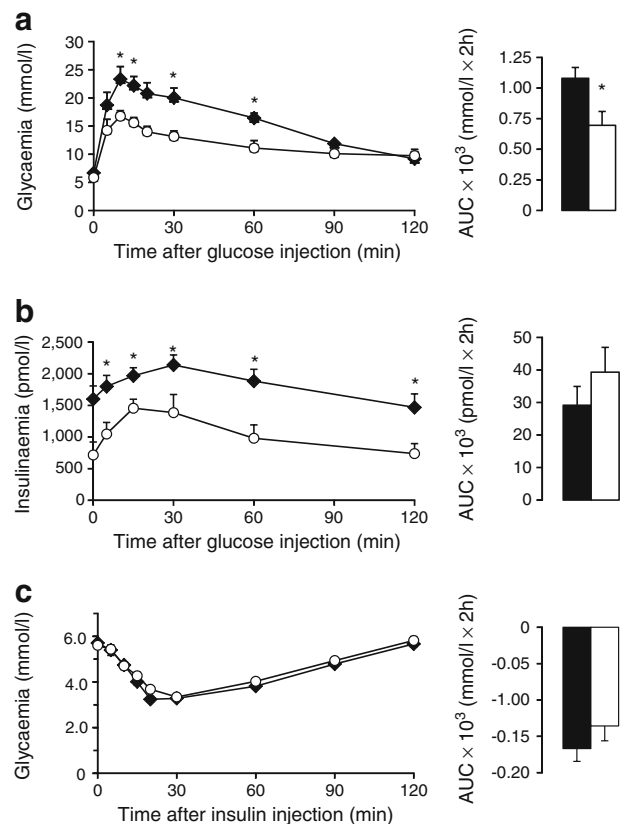 a
Glycaemia (mmol/l)
30
25
20
15
10
5
0
* * * *
0 30 60 90 120
Time after glucose injection (min)
AUC × 10³ (mmol/l × 2h)
1.25
1.00
0.75
0.50
0.25
0
*
b
Insulinaemia (pmol/l)
2,500
2,000
1,500
1,000
500
0
* * * * *
0 30 60 90 120
Time after glucose injection (min)
AUC × 10³ (pmol/l × 2h)
50
40
30
20
10
0
c
Glycaemia (mmol/l)
6.0
4.0
2.0
0
0 30 60 90 120
Time after insulin injection (min)
AUC × 10³ (mmol/l × 2h)
0
-0.05
-0.10
-0.15
-0.20